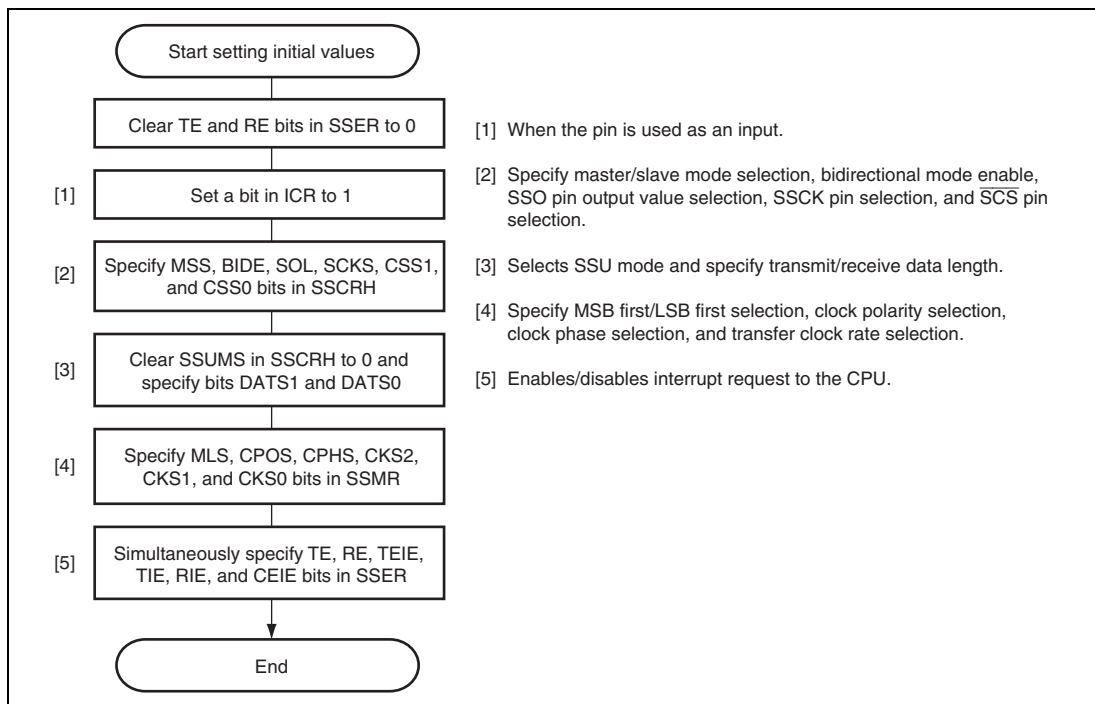 Start setting initial values
Clear TE and RE bits in SSER to 0
[1]
Set a bit in ICR to 1
[2]
Specify MSS, BIDE, SOL, SCKS, CSS1,
and CSS0 bits in SSCRH
[3]
Clear SSUMS in SSCRH to 0 and
specify bits DATS1 and DATS0
[4]
Specify MLS, CPOS, CPHS, CKS2,
CKS1, and CKS0 bits in SSMR
[5]
Simultaneously specify TE, RE, TEIE,
TIE, RIE, and CEIE bits in SSER
End
[1] When the pin is used as an input.
[2] Specify master/slave mode selection, bidirectional mode enable,
SSO pin output value selection, SSCK pin selection, and S̅C̅S̅ pin
selection.
[3] Selects SSU mode and specify transmit/receive data length.
[4] Specify MSB first/LSB first selection, clock polarity selection,
clock phase selection, and transfer clock rate selection.
[5] Enables/disables interrupt request to the CPU.